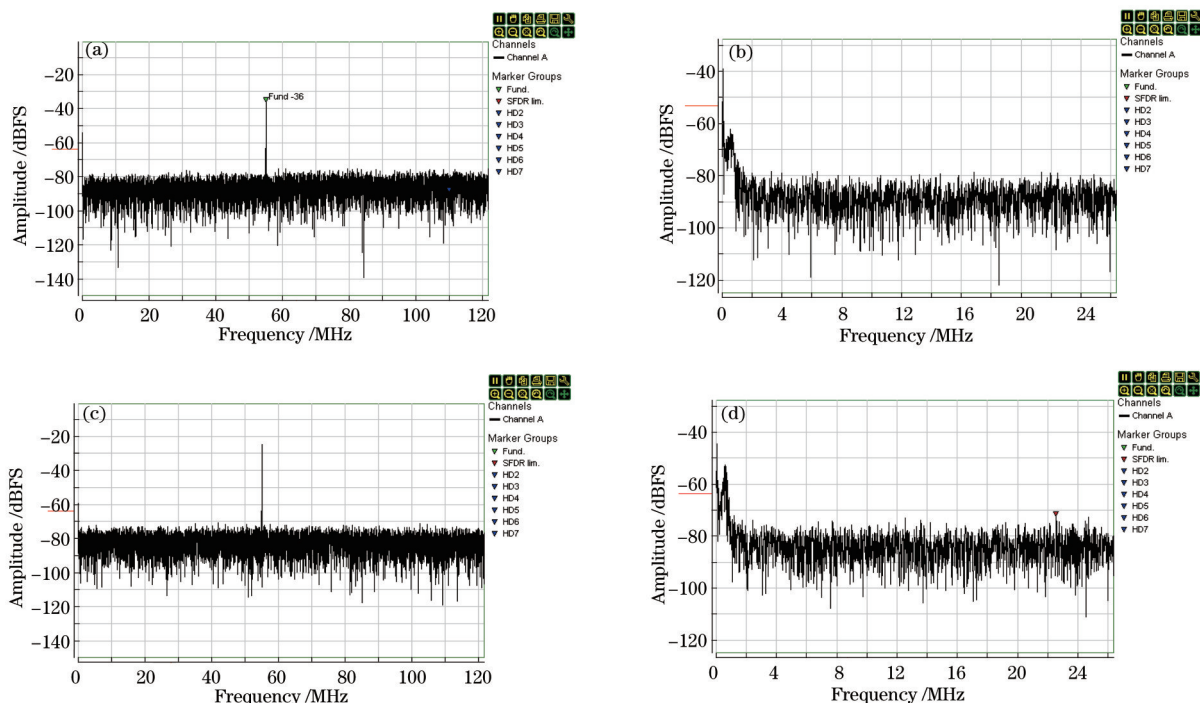 (a)
Amplitude /dBFS
−20
−40
−60
−80
−100
−120
−140
Fund -36
0
20
40
60
80
100
120
Frequency /MHz
Channels
Channel A
Marker Groups
Fund.
SFDR lim.
HD2
HD3
HD4
HD5
HD6
HD7
(b)
Amplitude /dBFS
−40
−60
−80
−100
−120
0
4
6
14
16
22
24
Frequency /MHz
Channels
Channel A
Marker Groups
Fund.
SFDR lim.
HD2
HD3
HD4
HD5
HD6
HD7
(c)
Amplitude /dBFS
−20
−40
−60
−80
−100
−120
−140
0
20
40
60
80
100
120
Frequency /MHz
Channels
Channel A
Marker Groups
Fund.
SFDR lim.
HD2
HD3
HD4
HD5
HD6
HD7
(d)
Amplitude /dBFS
−40
−60
−80
−100
−120
0
4
6
10
14
16
20
24
Frequency /MHz
Channels
Channel A
Marker Groups
Fund.
SFDR lim.
HD2
HD3
HD4
HD5
HD6
HD7